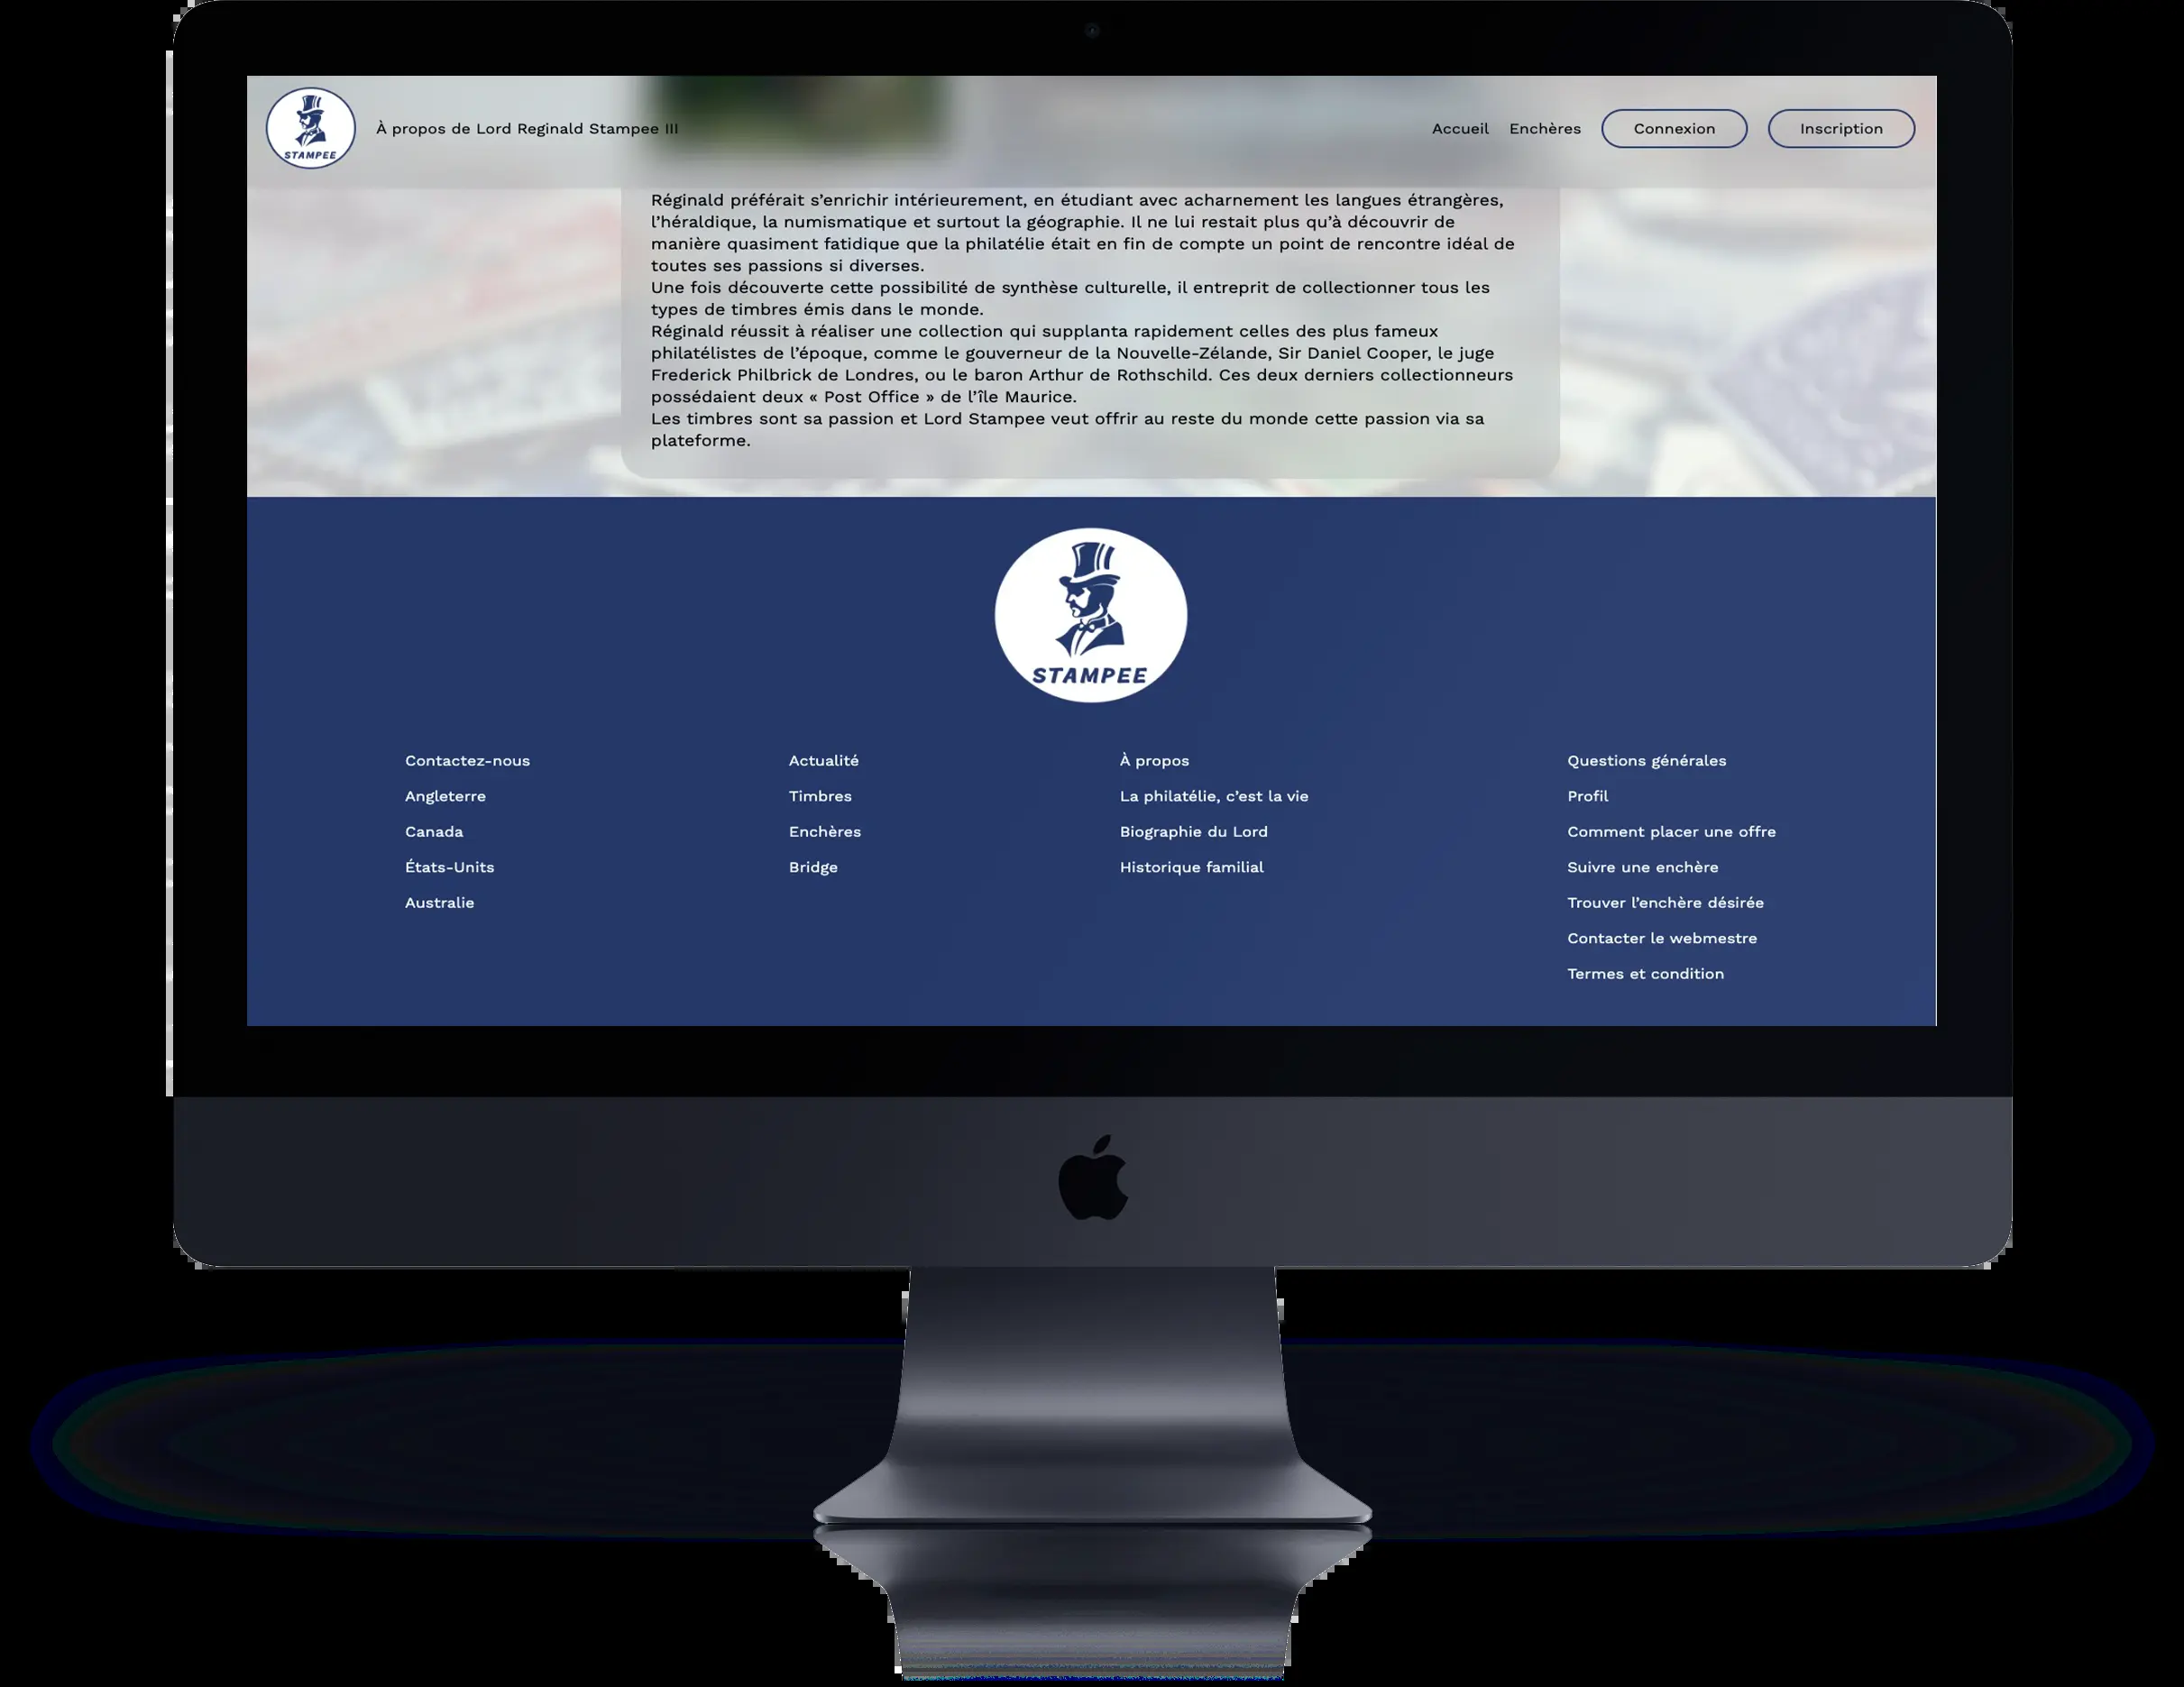 STAMPEE
À propos de Lord Reginald Stampee III
Accueil
Enchères
Connexion
Inscription
Réginald préférait s’enrichir intérieurement, en étudiant avec acharnement les langues étrangères,
l’héraldique, la numismatique et surtout la géographie. Il ne lui restait plus qu’à découvrir de
manière quasiment fatidique que la philatélie était en fin de compte un point de rencontre idéal de
toutes ses passions si diverses.
Une fois découverte cette possibilité de synthèse culturelle, il entreprit de collectionner tous les
types de timbres émis dans le monde.
Réginald réussit à réaliser une collection qui supplanta rapidement celles des plus fameux
philatélistes de l’époque, comme le gouverneur de la Nouvelle-Zélande, Sir Daniel Cooper, le juge
Frederick Philbrick de Londres, ou le baron Arthur de Rothschild. Ces deux derniers collectionneurs
possédaient deux « Post Office » de l’île Maurice.
Les timbres sont sa passion et Lord Stampee veut offrir au reste du monde cette passion via sa
plateforme.
STAMPEE
Contactez-nous
Angleterre
Canada
États-Units
Australie
Actualité
Timbres
Enchères
Bridge
À propos
La philatélie, c’est la vie
Biographie du Lord
Historique familial
Questions générales
Profil
Comment placer une offre
Suivre une enchère
Trouver l’enchère désirée
Contacter le webmestre
Termes et condition